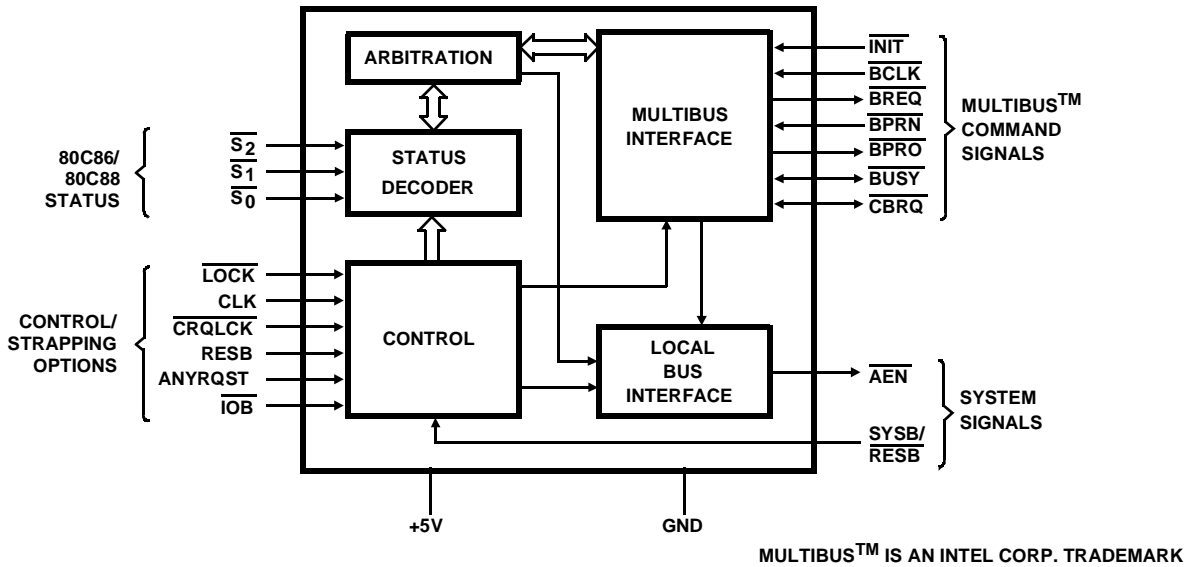 ARBITRATION
STATUS
DECODER
CONTROL
MULTIBUS
INTERFACE
LOCAL
BUS
INTERFACE
80C86/
80C88
STATUS
S2
S1
S0
CONTROL/
STRAPPING
OPTIONS
LOCK
CLK
CRQLCK
RESB
ANYRQST
IOB
INIT
BCLK
BREQ
BPRN
BPRO
BUSY
CBRQ
MULTIBUS™
COMMAND
SIGNALS
AEN
SYSB/
RESB
SYSTEM
SIGNALS
+5V
GND
MULTIBUS™ IS AN INTEL CORP. TRADEMARK